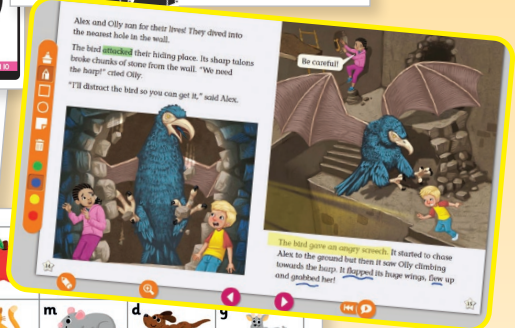 Alex and Olly ran for their lives! They dived into
the nearest hole in the wall.
The bird attacked their hiding place. Its sharp talons
broke chunks of stone from the wall. "We need
the harp!" cried Olly.
"I'll distract the bird so you can get it," said Alex.
Be careful!
The bird gave an angry screech. It started to chase
Alex to the ground but then it saw Olly climbing
towards the harp. It flapped its huge wings, flew up
and grabbed her!
m
d
g